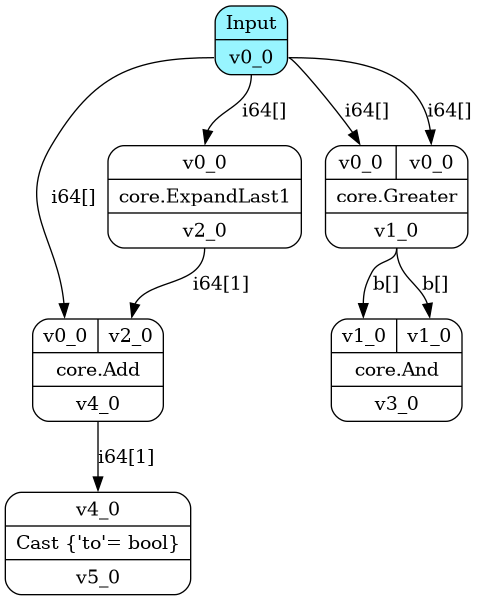 Input
v0_0
i64[]
i64[]
i64[]
i64[]
v0_0
core.ExpandLast1
v2_0
v0_0 v0_0
core.Greater
v1_0
i64[1]
b[]
b[]
v0_0 v2_0
core.Add
v4_0
v1_0 v1_0
core.And
v3_0
i64[1]
v4_0
Cast {'to'= bool}
v5_0